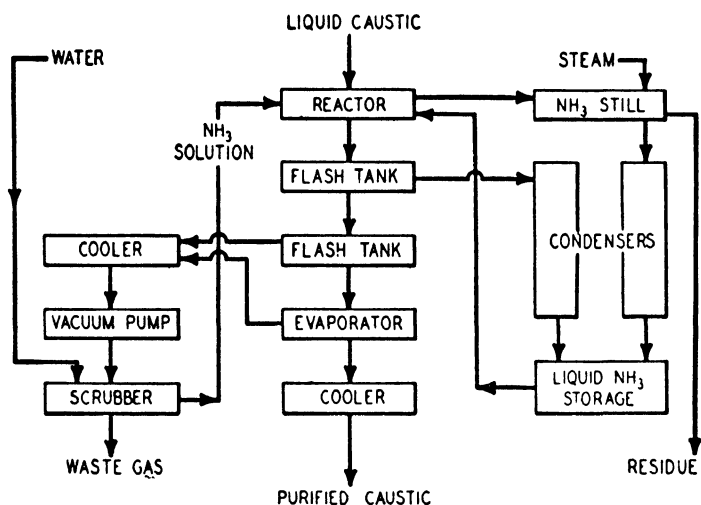 LIQUID CAUSTIC
WATER
STEAM
REACTOR
NH₃ STILL
NH₃
SOLUTION
FLASH TANK
COOLER
FLASH TANK
CONDENSERS
VACUUM PUMP
EVAPORATOR
SCRUBBER
COOLER
LIQUID NH₃
STORAGE
WASTE GAS
RESIDUE
PURIFIED CAUSTIC